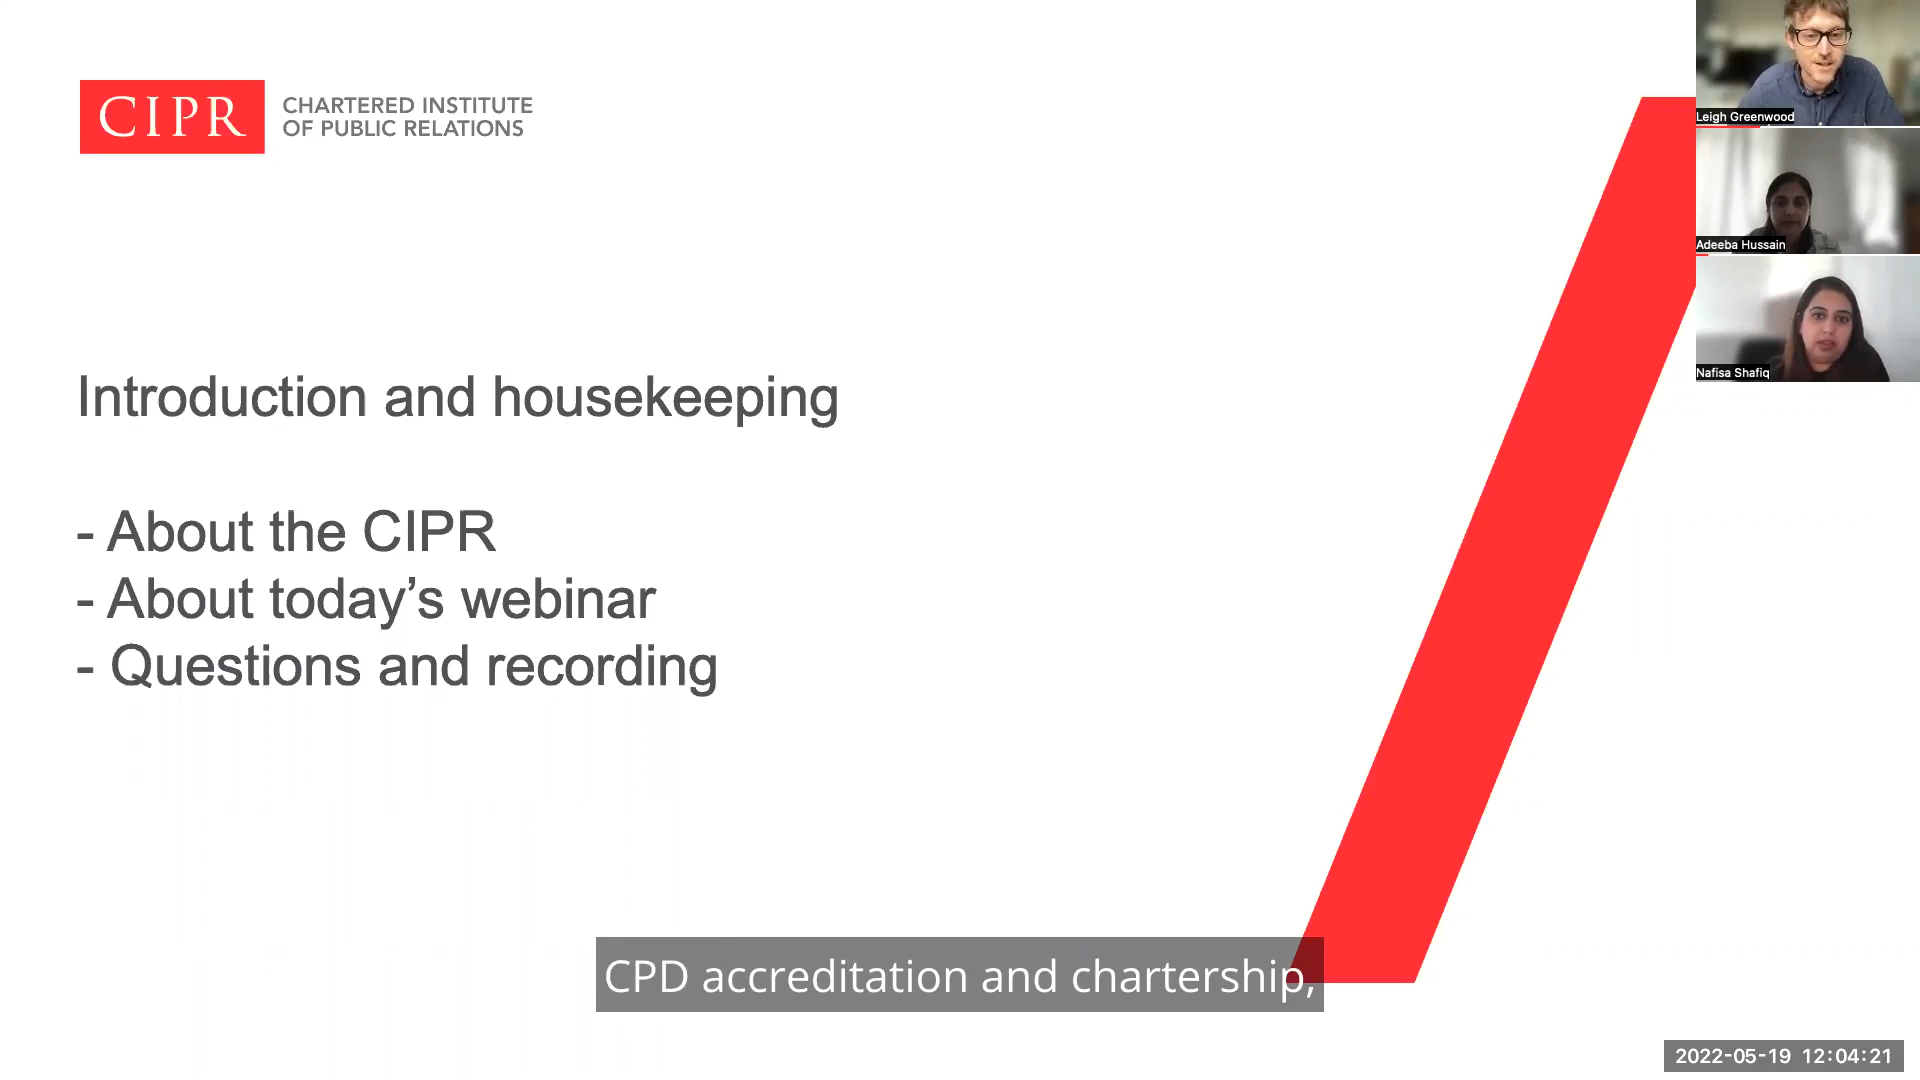 CIPR
CHARTERED INSTITUTE
OF PUBLIC RELATIONS
Introduction and housekeeping
- About the CIPR
- About today’s webinar
- Questions and recording
Leigh Greenwood
Adeeba Hussain
Nafisa Shafiq
CPD accreditation and chartership,
2022-05-19 12:04:21